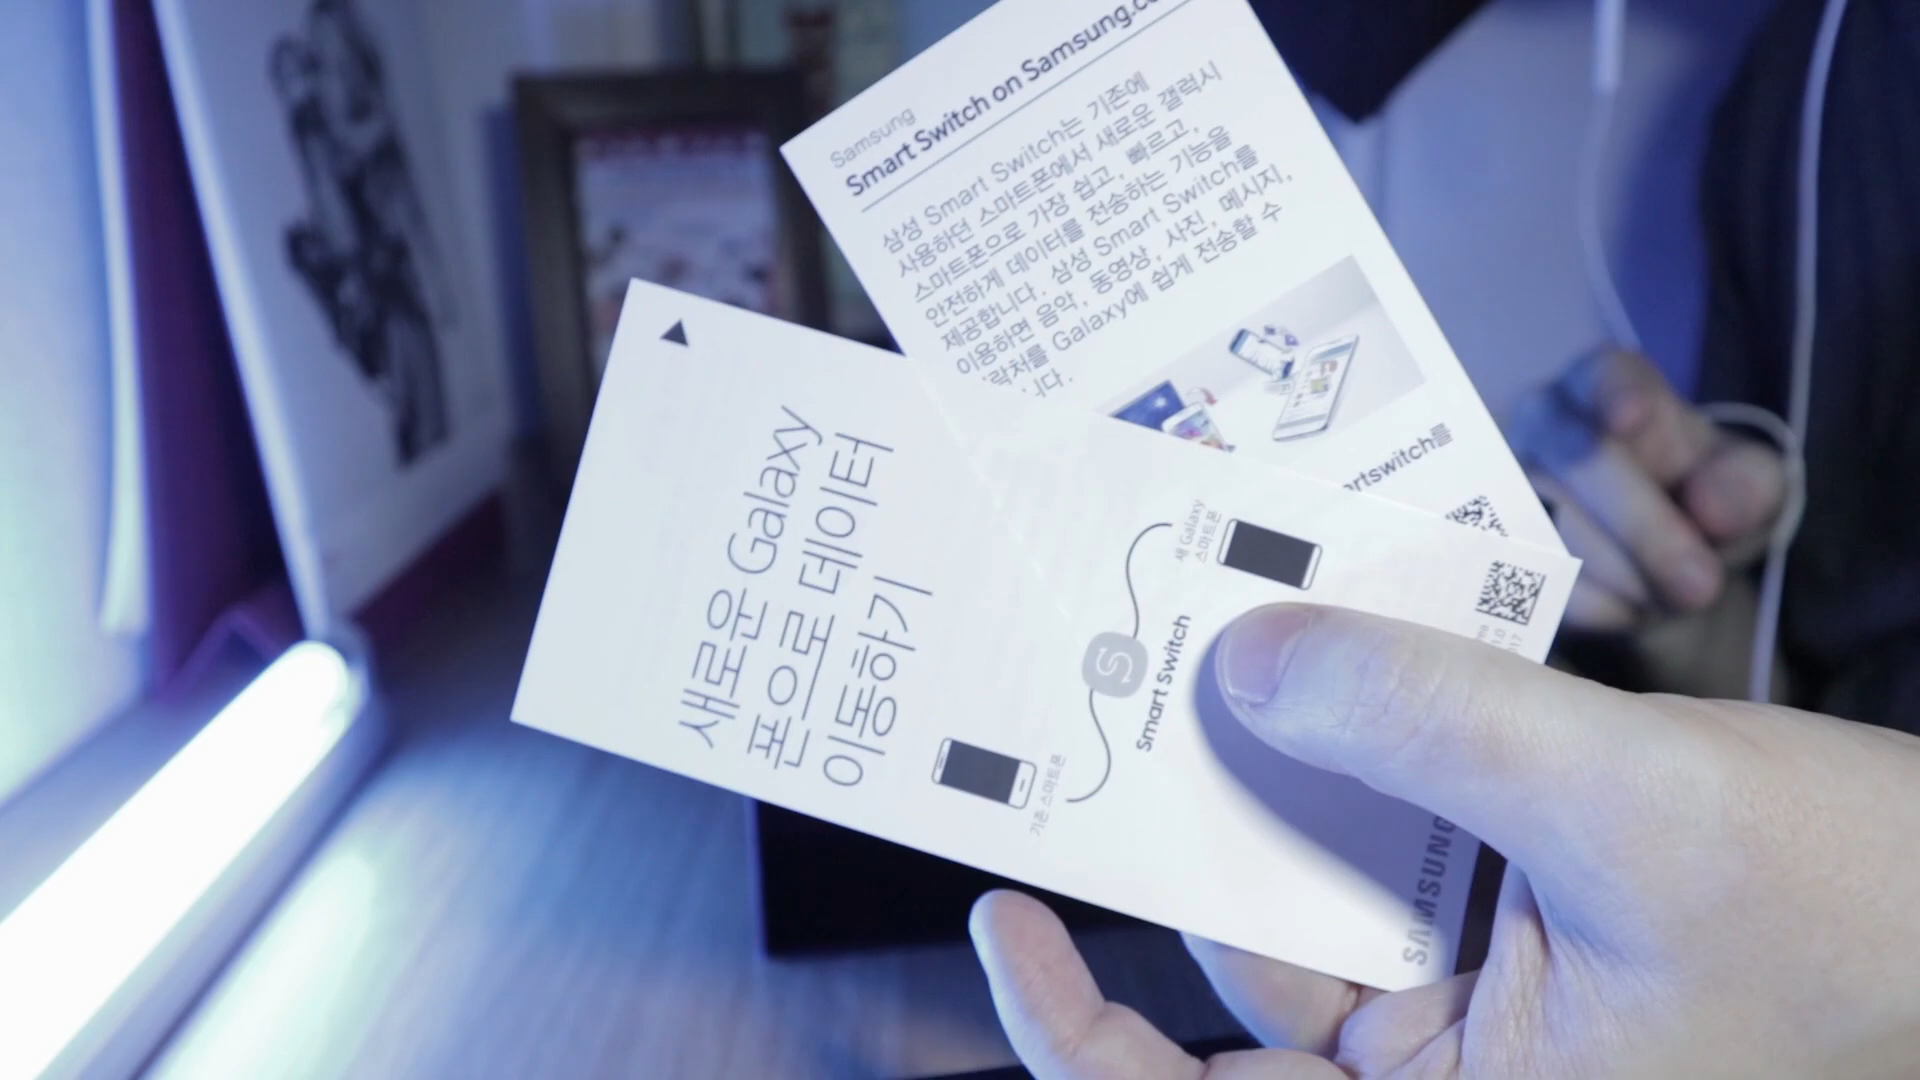 Samsung
Smart Switch on Samsung.co
삼성 Smart Switch는 기존에
사용하던 스마트폰에서 새로운 갤럭시
스마트폰으로 가장 쉽고, 빠르고,
안전하게 데이터를 전송하는 기능을
제공합니다. 삼성 Smart Switch를
이용하면 음악, 동영상, 사진, 메시지,
락처를 Galaxy에 쉽게 전송할 수
니다.
artswitch를
새로운 Galaxy
폰으로 데이터
이동하기
새 Galaxy
스마트폰
Smart Switch
기존 스마트폰
SAMSUNG